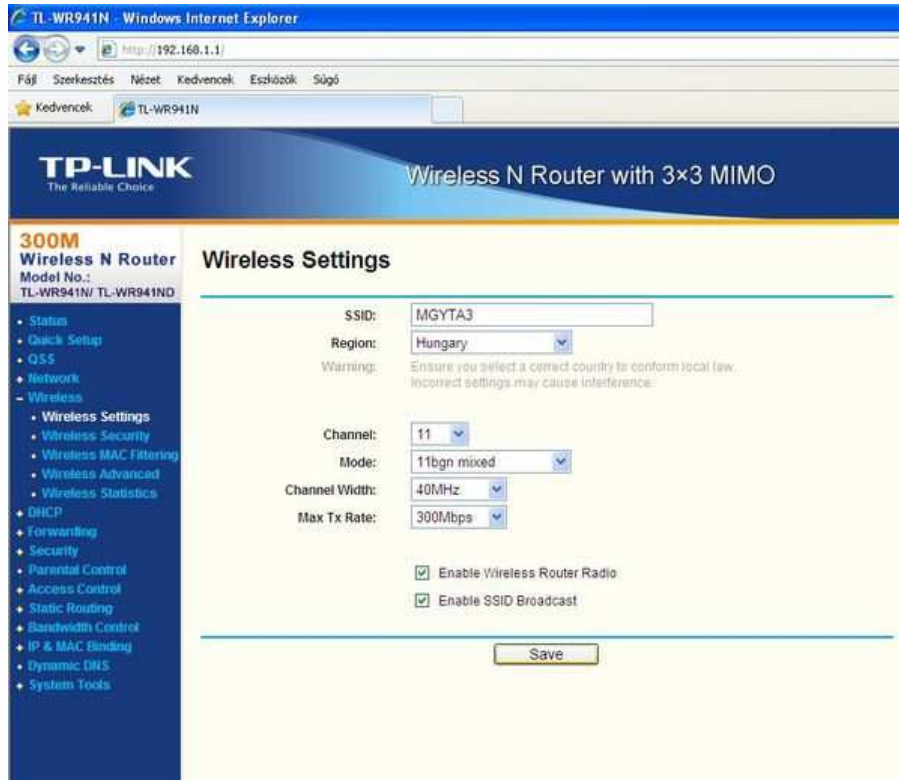 TL-WR941N - Windows Internet Explorer
http://192.168.1.1/
Fájl Szerkesztés Nézet Kedvencek Eszközök Súgó
Kedvencek TL-WR941N
TP-LINK
The Reliable Choice
Wireless N Router with 3×3 MIMO
300M
Wireless N Router
Model No.:
TL-WR941N/ TL-WR941ND
Wireless Settings
SSID: MGYTA3
Region: Hungary
Warning: Ensure you select a correct country to conform local law.
Incorrect settings may cause interference.
Channel: 11
Mode: 11bgn mixed
Channel Width: 40MHz
Max Tx Rate: 300Mbps
Enable Wireless Router Radio
Enable SSID Broadcast
Save
Status
Quick Setup
QSS
Network
Wireless
Wireless Settings
Wireless Security
Wireless MAC Filtering
Wireless Advanced
Wireless Statistics
DHCP
Forwarding
Security
Parental Control
Access Control
Static Routing
Bandwidth Control
IP & MAC Binding
Dynamic DNS
System Tools